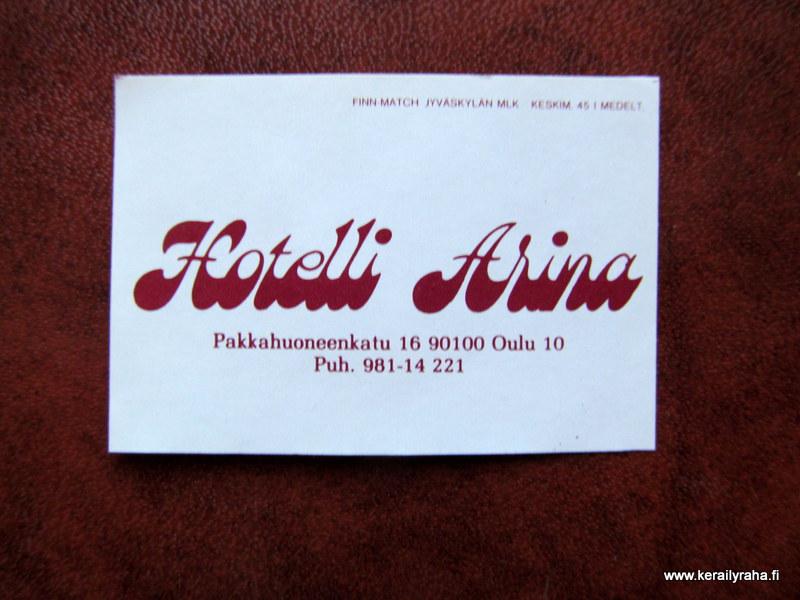 FINN-MATCH JYVÄSKYLÄN MLK KESKIM. 45 I MEDELT.
Hotelli Arina
Pakkahuoneenkatu 16 90100 Oulu 10
Puh. 981-14 221
www.kerailyraha.fi